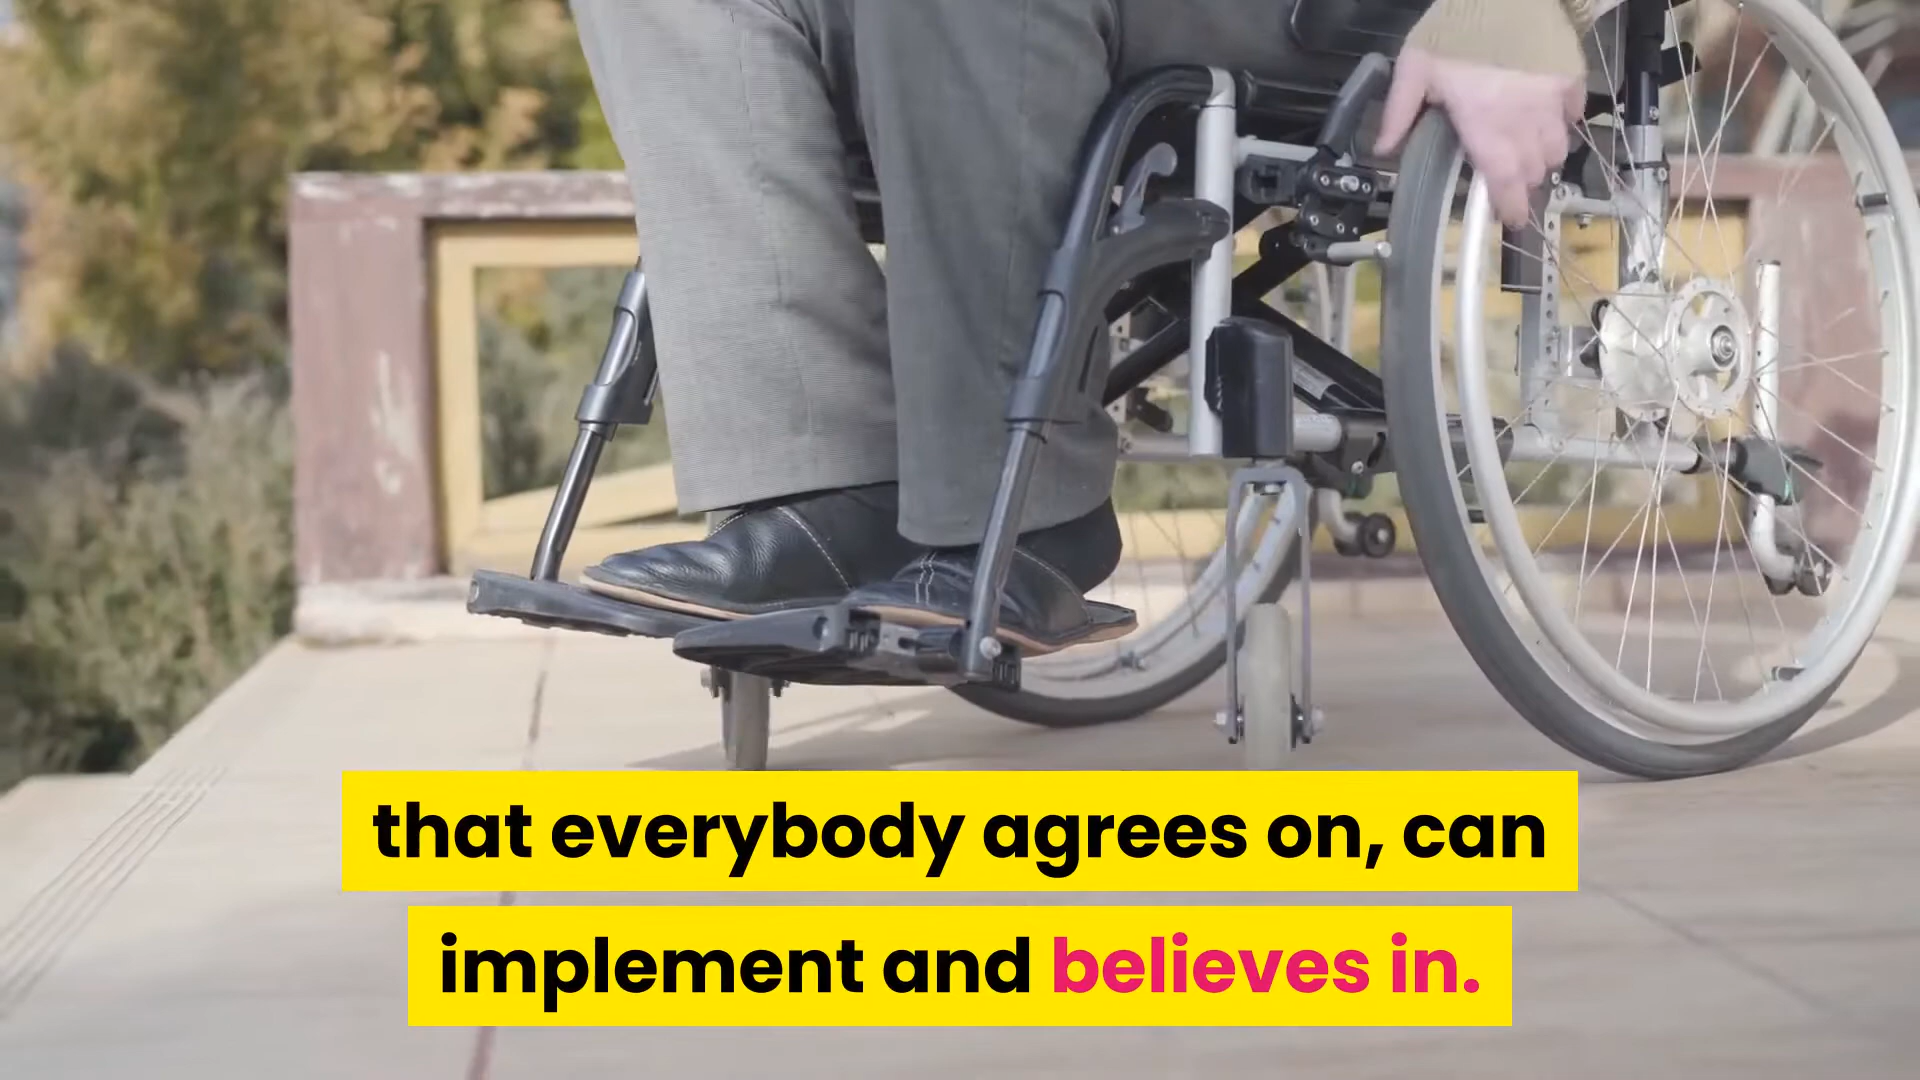 that everybody agrees on, can
implement and believes in.